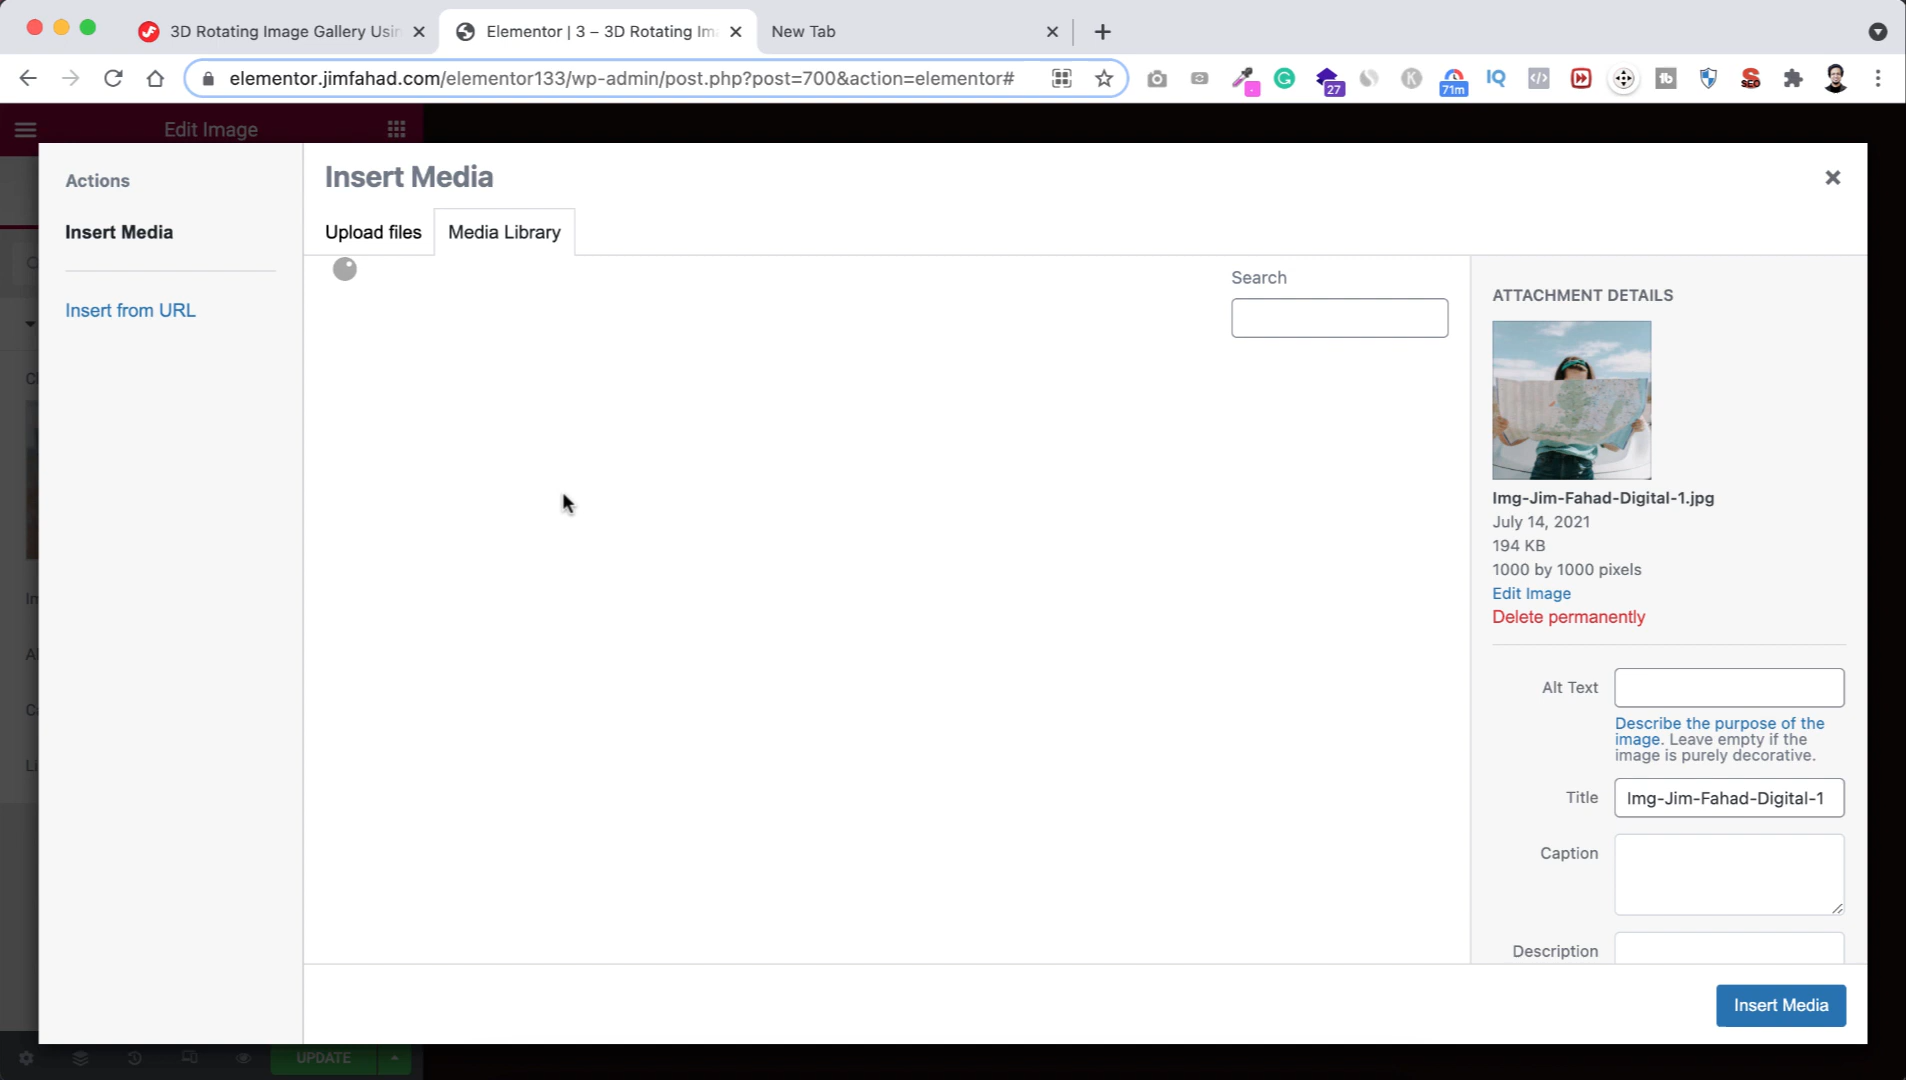 3D Rotating Image Gallery Usin
Elementor | 3 – 3D Rotating Im
New Tab
elementor.jimfahad.com/elementor133/wp-admin/post.php?post=700&action=elementor#
27
71m
IQ
SEO
Edit Image
Actions
Insert Media
Insert from URL
Insert Media
Upload files
Media Library
Search
ATTACHMENT DETAILS
Img-Jim-Fahad-Digital-1.jpg
July 14, 2021
194 KB
1000 by 1000 pixels
Edit Image
Delete permanently
Alt Text
Describe the purpose of the
image. Leave empty if the
image is purely decorative.
Title
Img-Jim-Fahad-Digital-1
Caption
Description
Insert Media
UPDATE